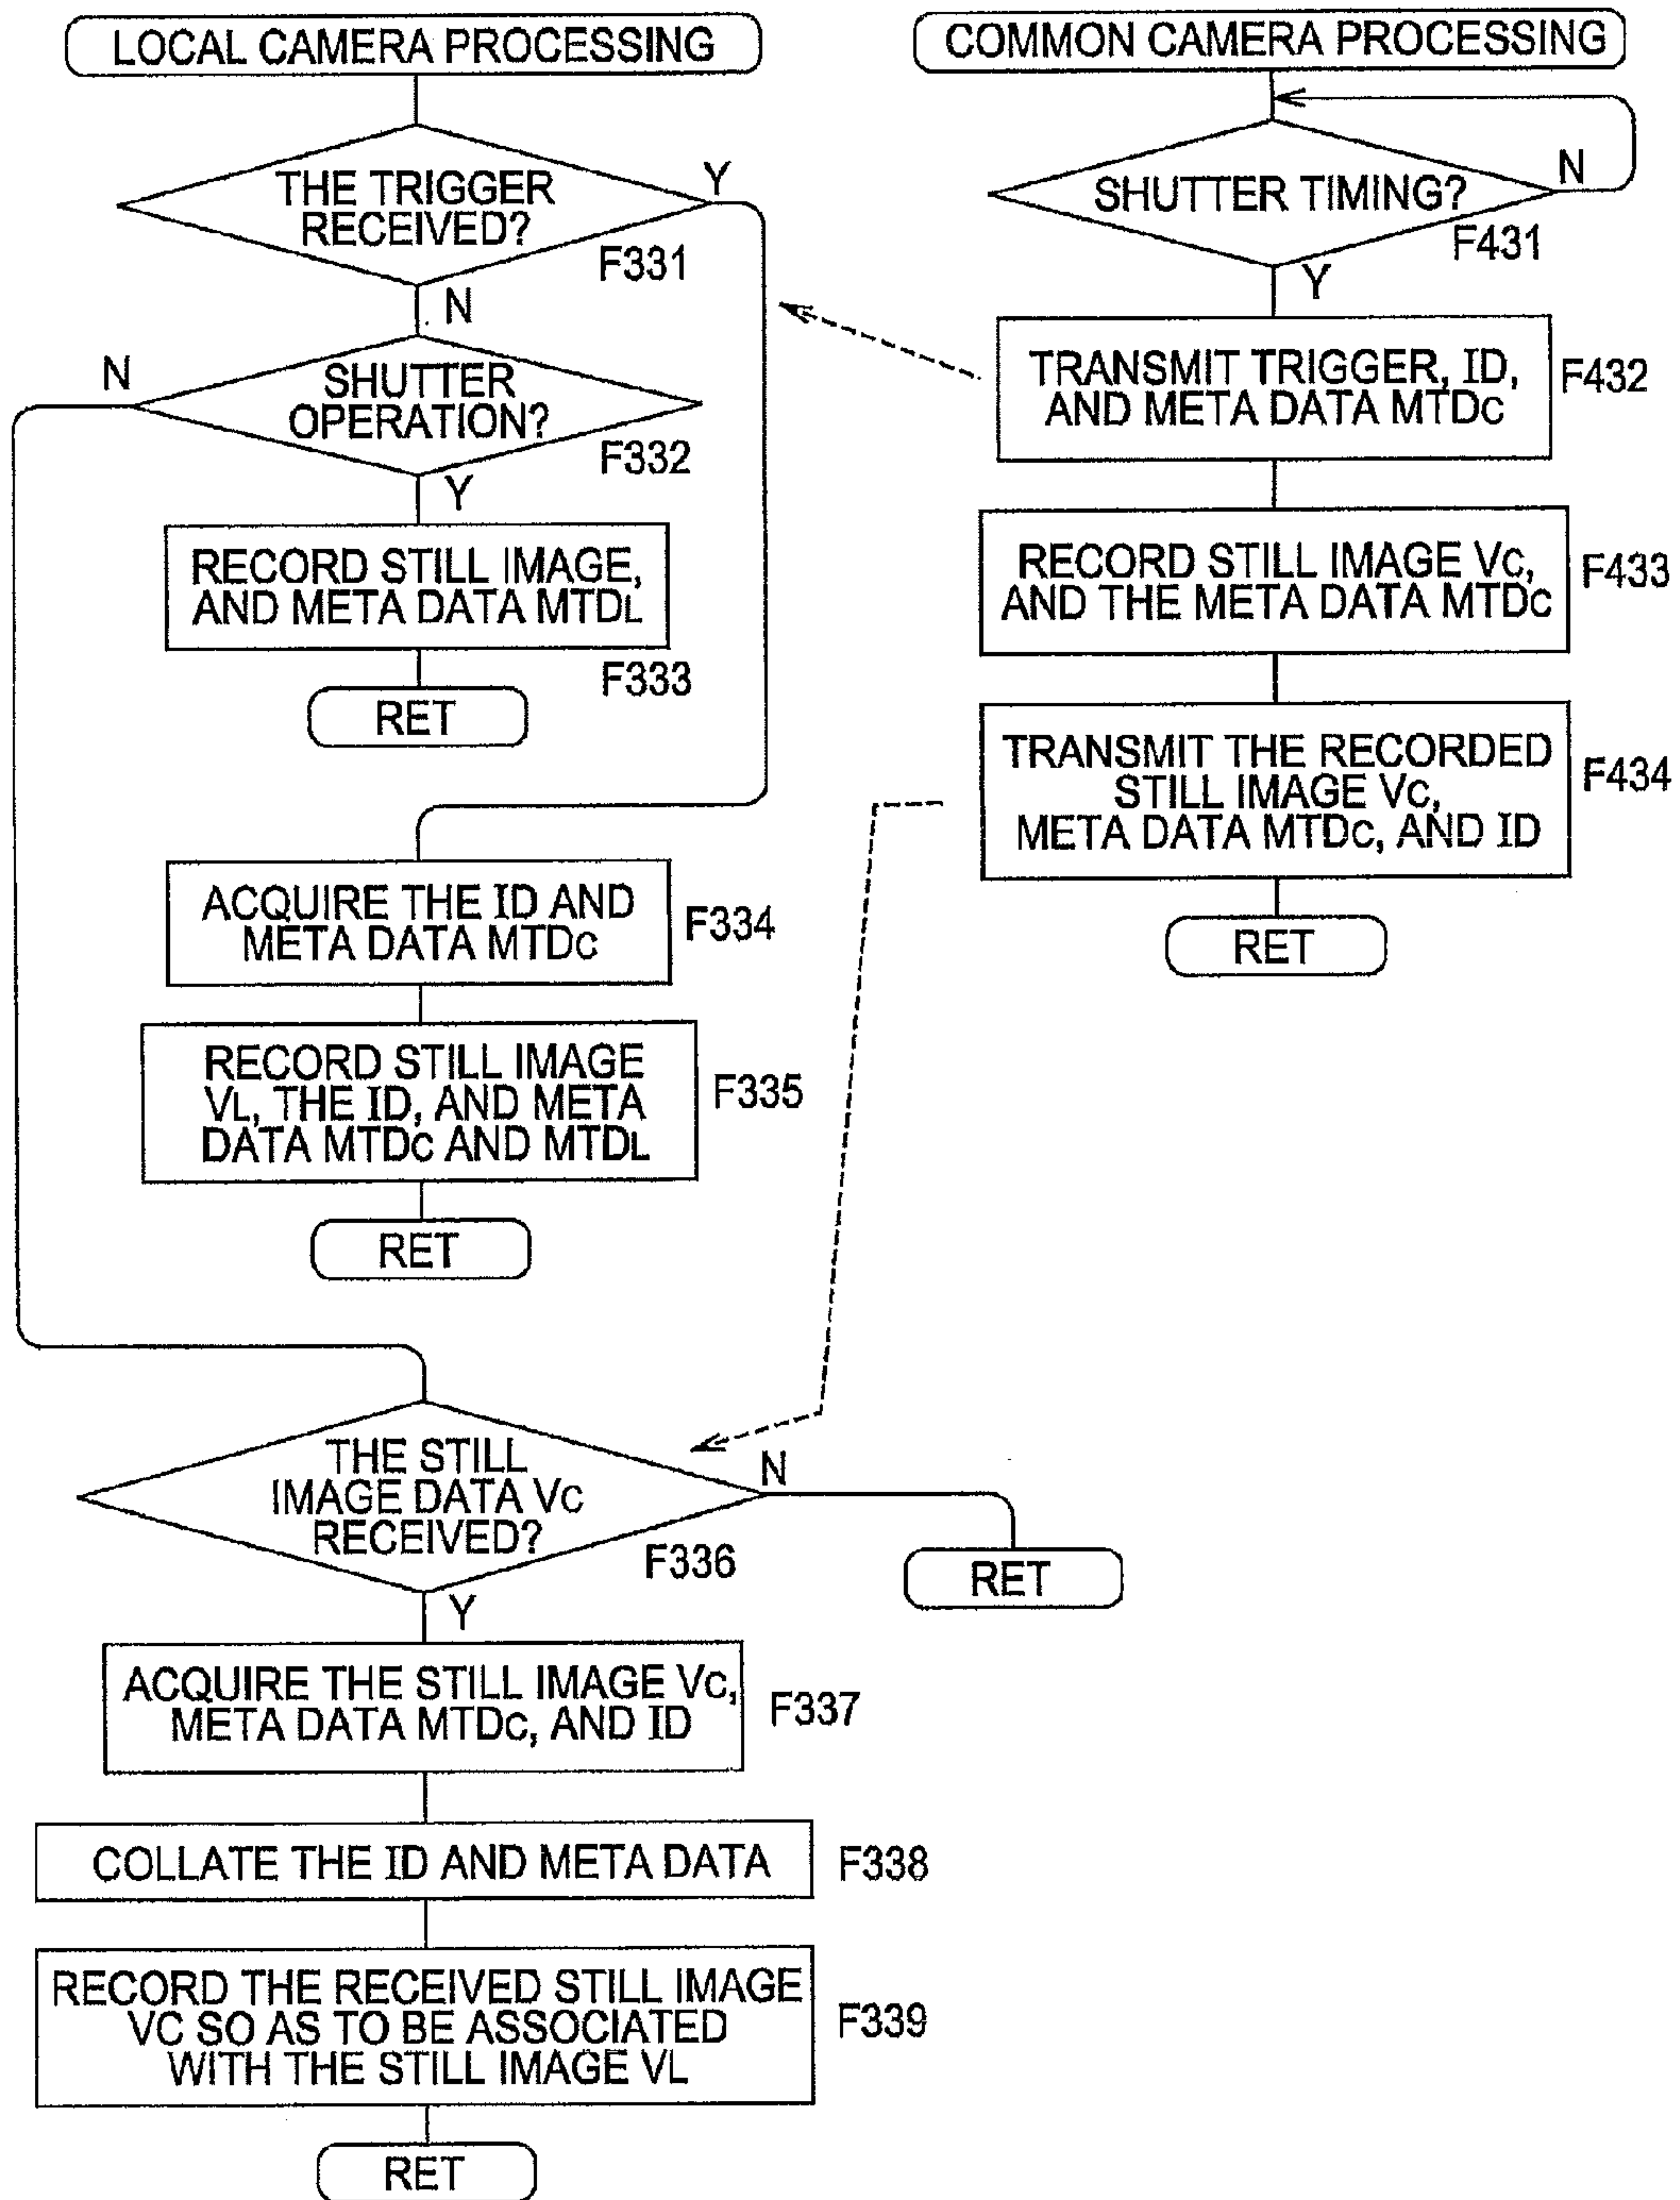 LOCAL CAMERA PROCESSING
THE TRIGGER
RECEIVED?
Y
F331
N
N
SHUTTER
OPERATION?
F332
Y
RECORD STILL IMAGE,
AND META DATA MTDL
F333
RET
ACQUIRE THE ID AND
META DATA MTDC
F334
RECORD STILL IMAGE
VL, THE ID, AND META
DATA MTDC AND MTDL
F335
RET
THE STILL
IMAGE DATA VC
RECEIVED?
N
F336
RET
Y
ACQUIRE THE STILL IMAGE VC,
META DATA MTDC, AND ID
F337
COLLATE THE ID AND META DATA
F338
RECORD THE RECEIVED STILL IMAGE
VC SO AS TO BE ASSOCIATED
WITH THE STILL IMAGE VL
F339
RET
COMMON CAMERA PROCESSING
SHUTTER TIMING?
N
F431
Y
TRANSMIT TRIGGER, ID,
AND META DATA MTDC
F432
RECORD STILL IMAGE VC,
AND THE META DATA MTDC
F433
TRANSMIT THE RECORDED
STILL IMAGE VC,
META DATA MTDC, AND ID
F434
RET